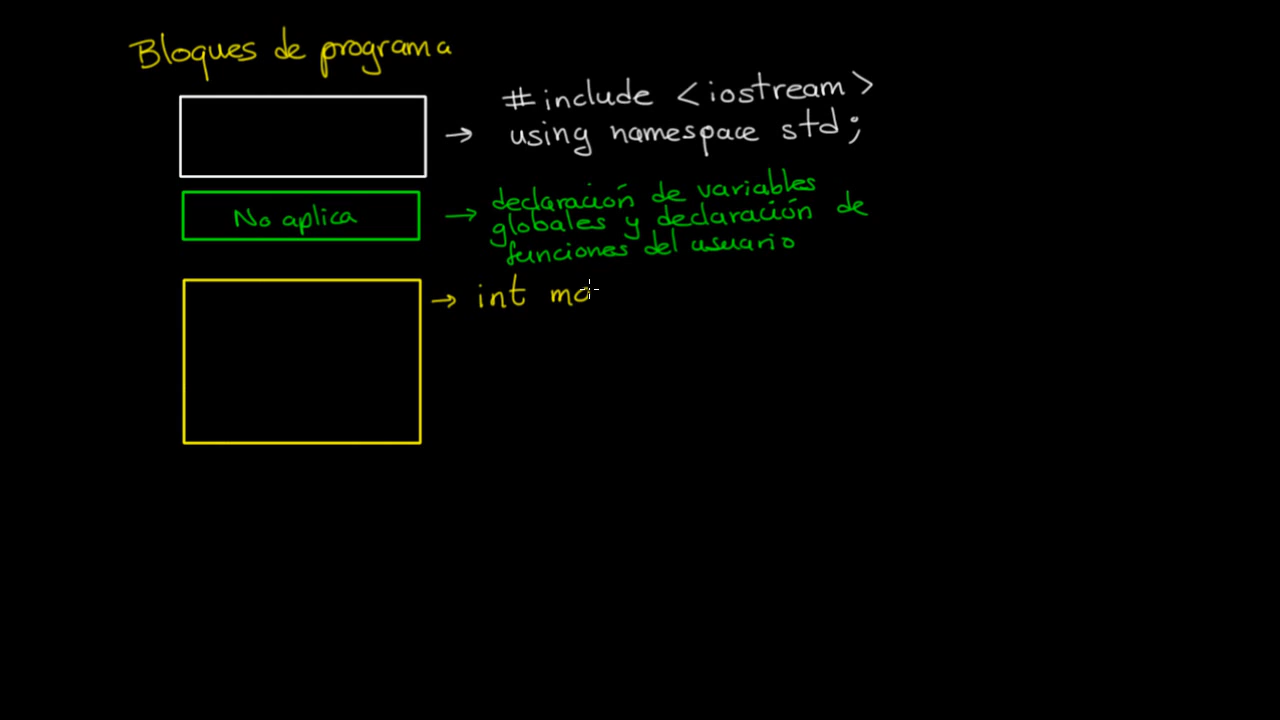 Bloques de programa
#include <iostream>
using namespace std;
No aplica
→ declaración de variables
globales y declaración de
funciones del usuario
→ int ma